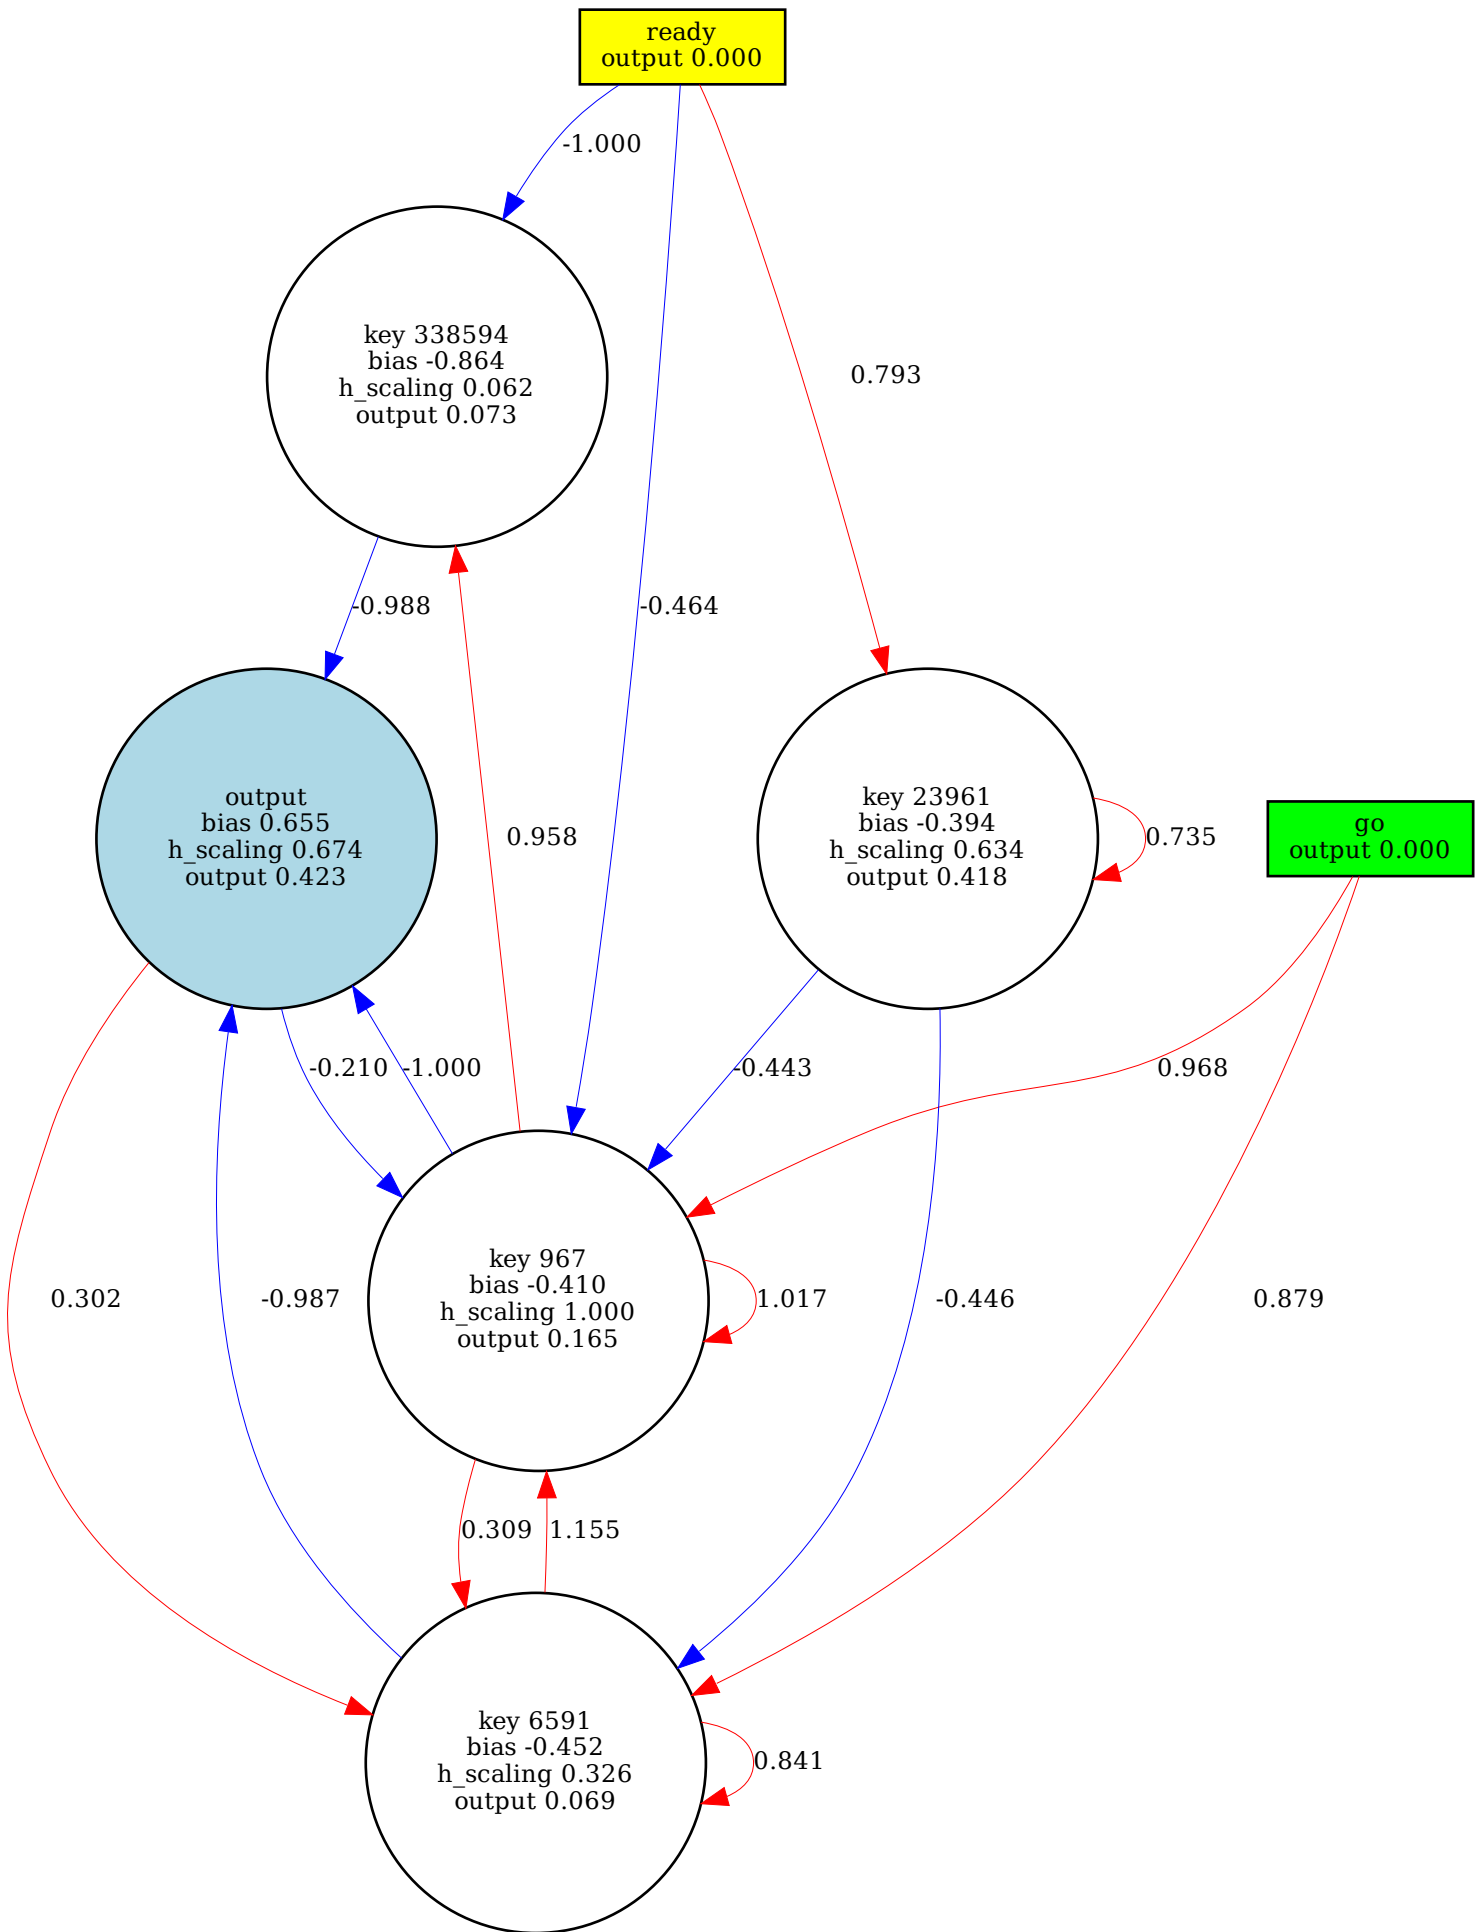 ready
output 0.000
-1.000
key 338594
bias -0.864
h_scaling 0.062
output 0.073
0.793
-0.988
-0.464
output
bias 0.655
h_scaling 0.674
output 0.423
0.958
key 23961
bias -0.394
h_scaling 0.634
output 0.418
0.735
go
output 0.000
-0.210
-1.000
-0.443
0.968
0.302
-0.987
key 967
bias -0.410
h_scaling 1.000
output 0.165
1.017
-0.446
0.879
0.309
1.155
key 6591
bias -0.452
h_scaling 0.326
output 0.069
0.841